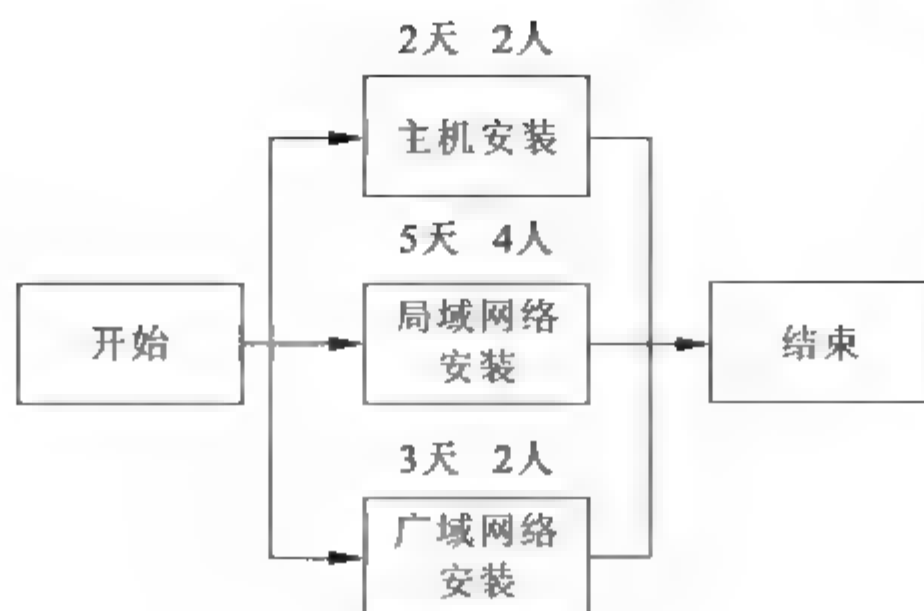 2天 2人
主机安装
5天 4人
开始
局域网络
安装
结束
3天 2人
广域网络
安装